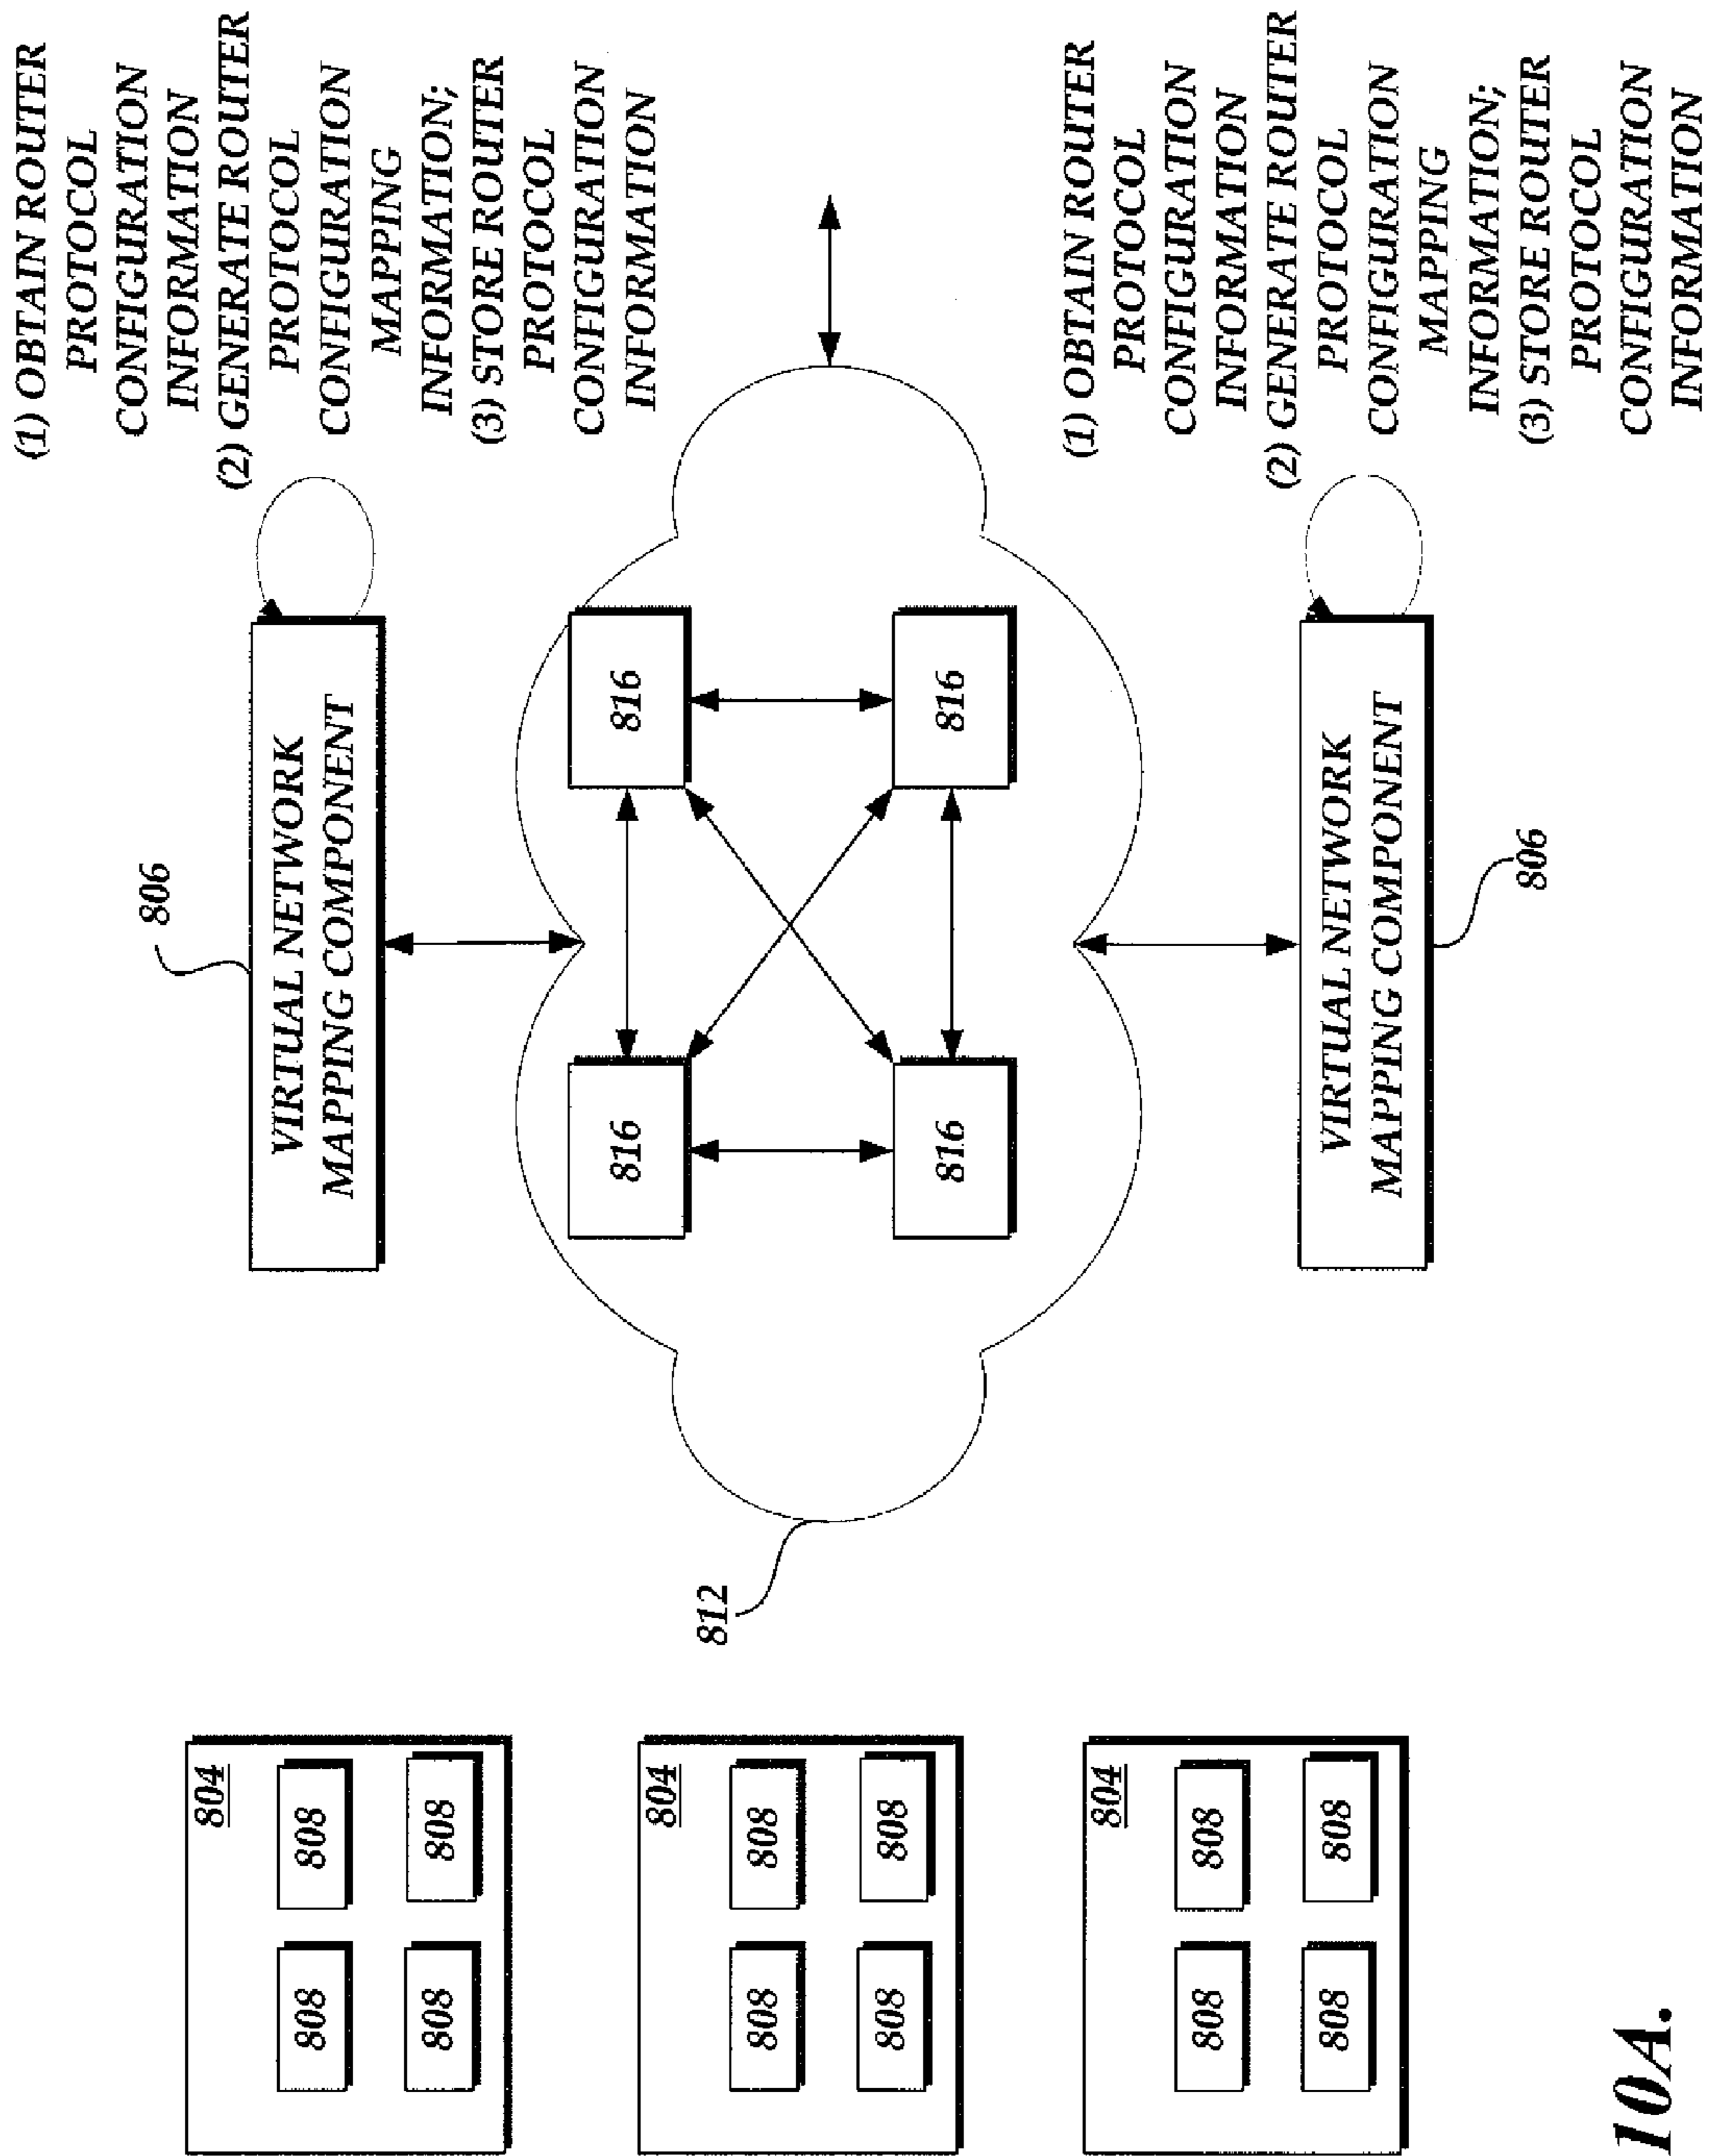 804
808
808
808
808
804
808
808
808
808
804
808
808
808
808
806
VIRTUAL NETWORK
MAPPING COMPONENT
(1) OBTAIN ROUTER
PROTOCOL
CONFIGURATION
INFORMATION
(2) GENERATE ROUTER
PROTOCOL
CONFIGURATION
MAPPING
INFORMATION;
(3) STORE ROUTER
PROTOCOL
CONFIGURATION
INFORMATION
812
816
816
816
816
VIRTUAL NETWORK
MAPPING COMPONENT
806
(1) OBTAIN ROUTER
PROTOCOL
CONFIGURATION
INFORMATION
(2) GENERATE ROUTER
PROTOCOL
CONFIGURATION
MAPPING
INFORMATION;
(3) STORE ROUTER
PROTOCOL
CONFIGURATION
INFORMATION
10A.